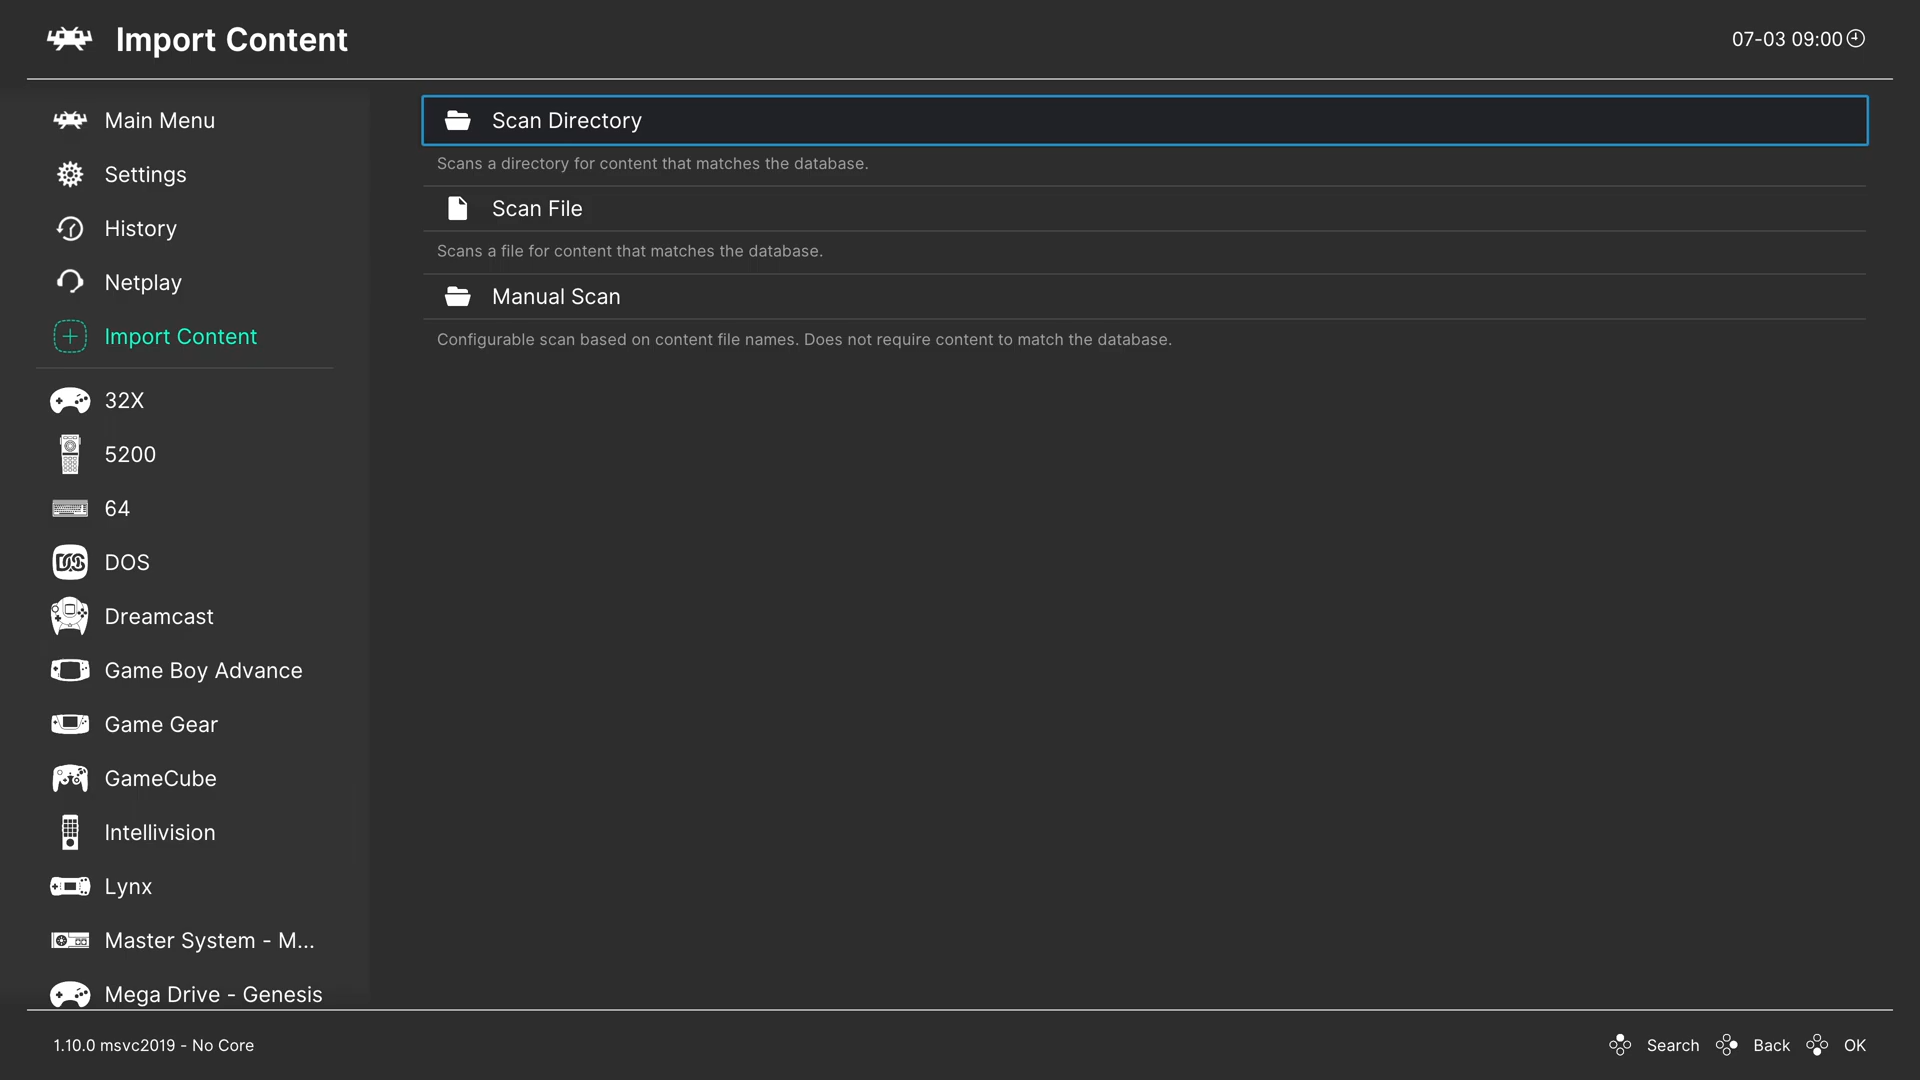 Import Content
07-03 09:00
Main Menu
Settings
History
Netplay
Import Content
32X
5200
64
DOS
Dreamcast
Game Boy Advance
Game Gear
GameCube
Intellivision
Lynx
Master System - M...
Mega Drive - Genesis
Scan Directory
Scans a directory for content that matches the database.
Scan File
Scans a file for content that matches the database.
Manual Scan
Configurable scan based on content file names. Does not require content to match the database.
1.10.0 msvc2019 - No Core
Search Back OK